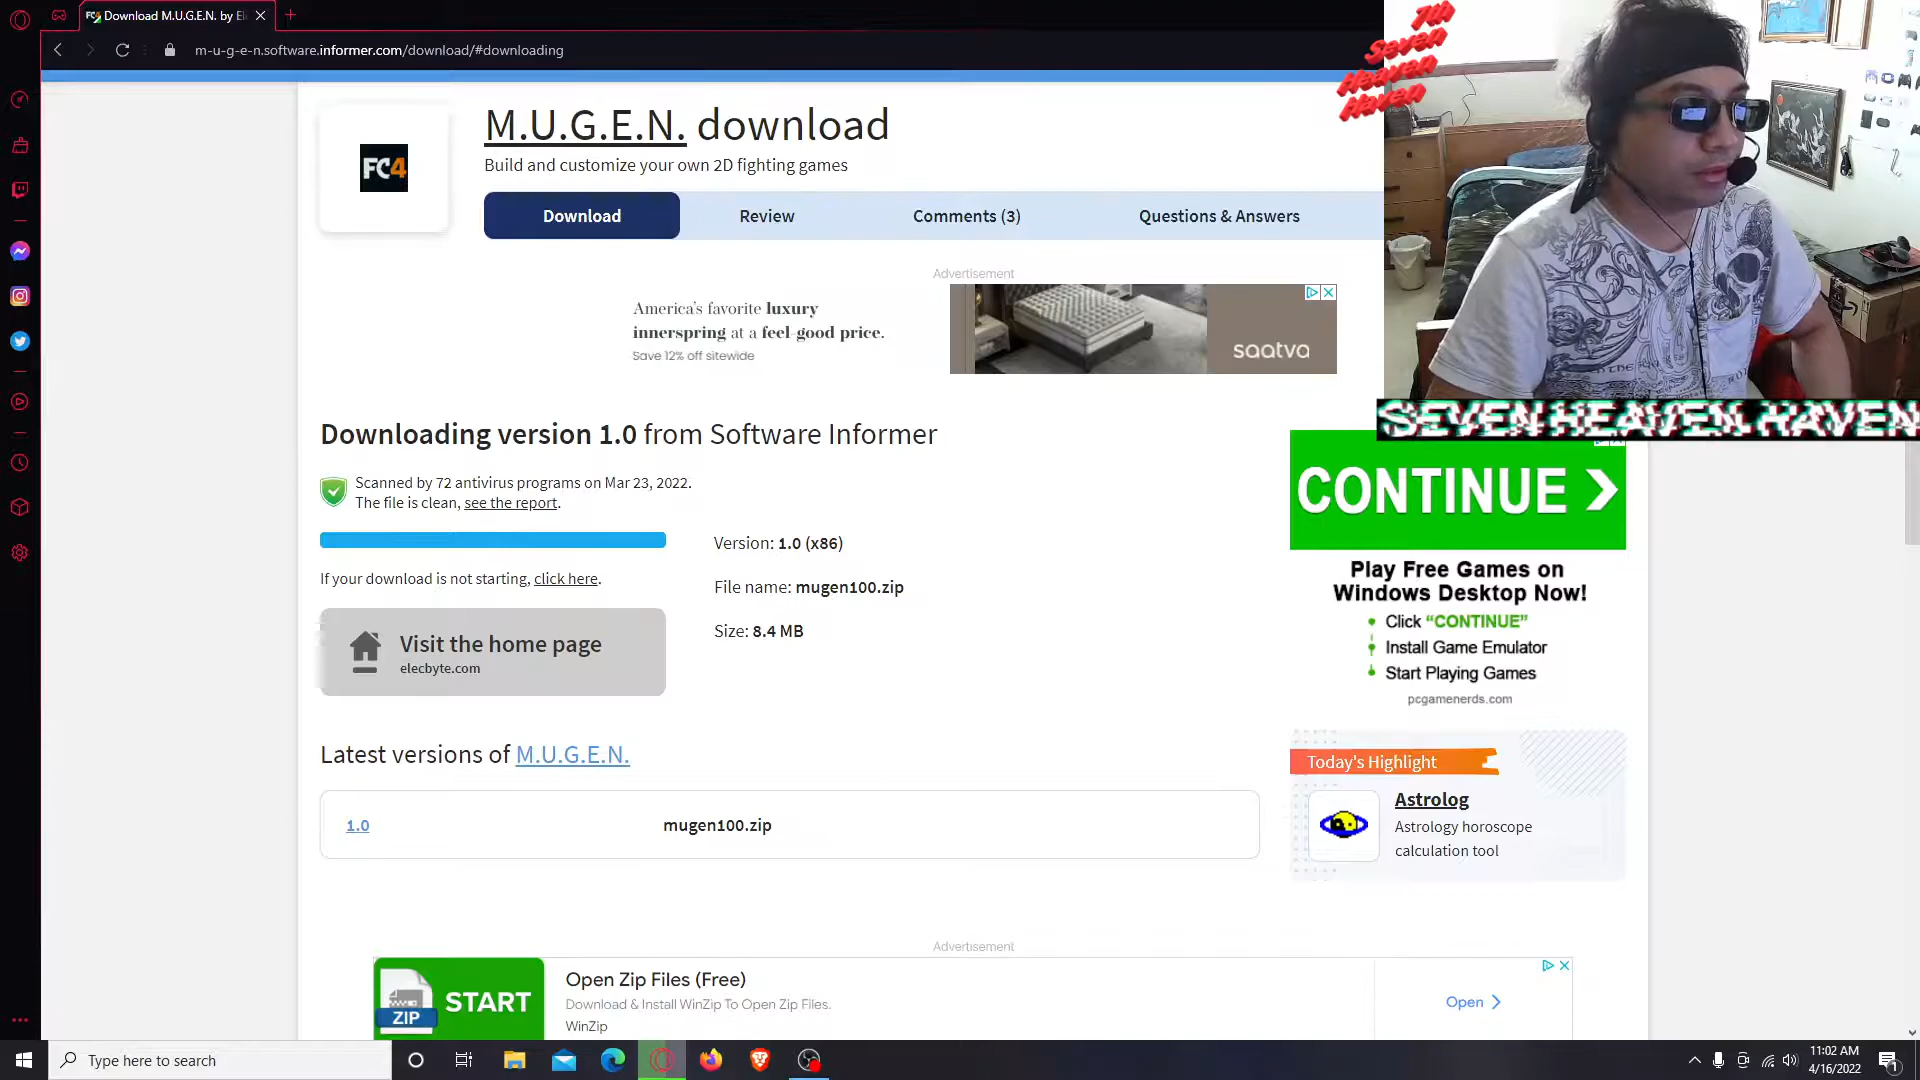 Download M.U.G.E.N. by Ele
m-u-g-e-n.software.informer.com/download/#downloading
7th
Seven
Heaven
Haven
FC4
M.U.G.E.N. download
Build and customize your own 2D fighting games
Download
Review
Comments (3)
Questions & Answers
Advertisement
America's favorite luxury
innerspring at a feel-good price.
Save 12% off sitewide
saatva
SEVEN HEAVEN HAVEN
Downloading version 1.0 from Software Informer
Scanned by 72 antivirus programs on Mar 23, 2022.
The file is clean, see the report.
If your download is not starting, click here.
Version: 1.0 (x86)
File name: mugen100.zip
Size: 8.4 MB
Visit the home page
elecbyte.com
CONTINUE
Play Free Games on
Windows Desktop Now!
Click “CONTINUE”
Install Game Emulator
Start Playing Games
pcgamenerds.com
Latest versions of M.U.G.E.N.
1.0
mugen100.zip
Today's Highlight
Astrolog
Astrology horoscope
calculation tool
Advertisement
ZIP
START
Open Zip Files (Free)
Download & Install WinZip To Open Zip Files.
WinZip
Open
Type here to search
11:02 AM
4/16/2022
1